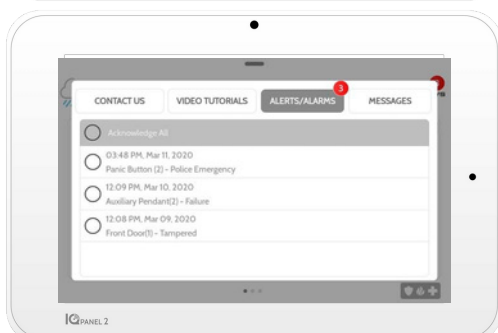 CONTACT US
VIDEO TUTORIALS
ALERTS/ALARMS
3
MESSAGES
Acknowledge All
03:48 PM, Mar 11, 2020
Panic Button (2) - Police Emergency
12:09 PM, Mar 10, 2020
Auxiliary Pendant(2) - Failure
12:08 PM, Mar 09, 2020
Front Door(1) - Tampered
IQ PANEL 2